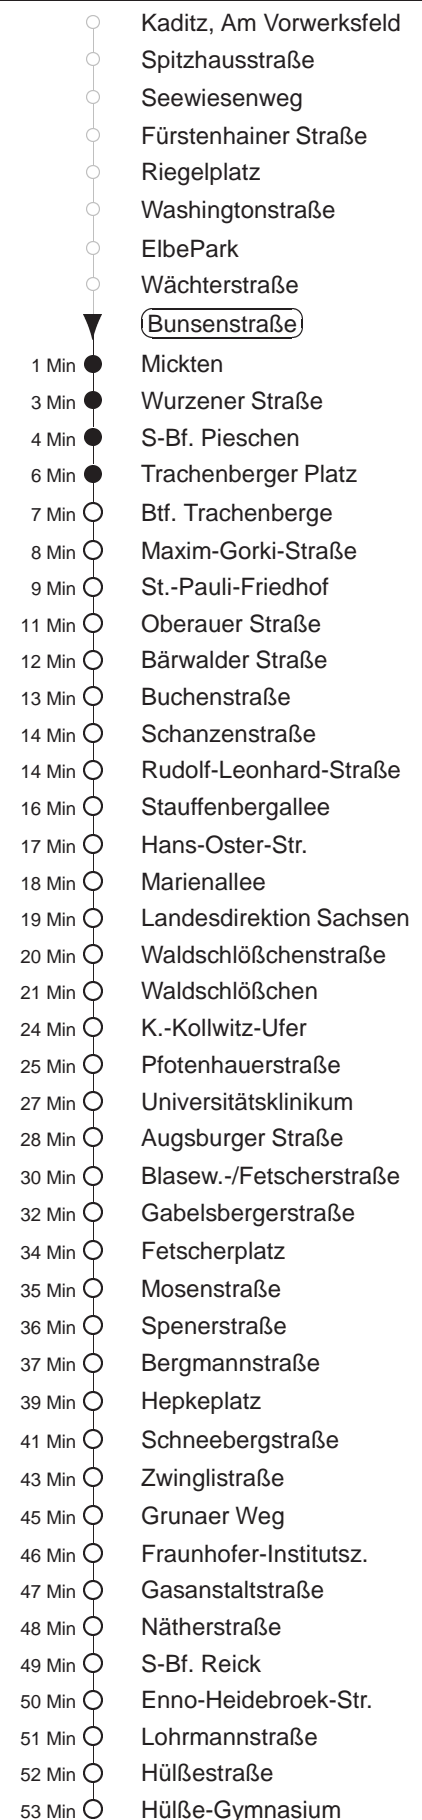 Kaditz, Am Vorwerksfeld
Spitzhausstraße
Seewiesenweg
Fürstenhainer Straße
Riegelplatz
Washingtonstraße
ElbePark
Wächterstraße
Bunsenstraße
1 Min Mickten
3 Min Wurzener Straße
4 Min S-Bf. Pieschen
6 Min Trachenberger Platz
7 Min Btf. Trachenberge
8 Min Maxim-Gorki-Straße
9 Min St.-Pauli-Friedhof
11 Min Oberauer Straße
12 Min Bärwalder Straße
13 Min Buchenstraße
14 Min Schanzenstraße
14 Min Rudolf-Leonhard-Straße
16 Min Stauffenbergallee
17 Min Hans-Oster-Str.
18 Min Marienallee
19 Min Landesdirektion Sachsen
20 Min Waldschlößchenstraße
21 Min Waldschlößchen
24 Min K.-Kollwitz-Ufer
25 Min Pfotenhauerstraße
27 Min Universitätsklinikum
28 Min Augsburger Straße
30 Min Blasew.-/Fetscherstraße
32 Min Gabelsbergerstraße
34 Min Fetscherplatz
35 Min Mosenstraße
36 Min Spenerstraße
37 Min Bergmannstraße
39 Min Hepkeplatz
41 Min Schneebergstraße
43 Min Zwinglistraße
45 Min Grunaer Weg
46 Min Fraunhofer-Institutsz.
47 Min Gasanstaltstraße
48 Min Nätherstraße
49 Min S-Bf. Reick
50 Min Enno-Heidebroek-Str.
51 Min Lohrmannstraße
52 Min Hülßestraße
53 Min Hülße-Gymnasium